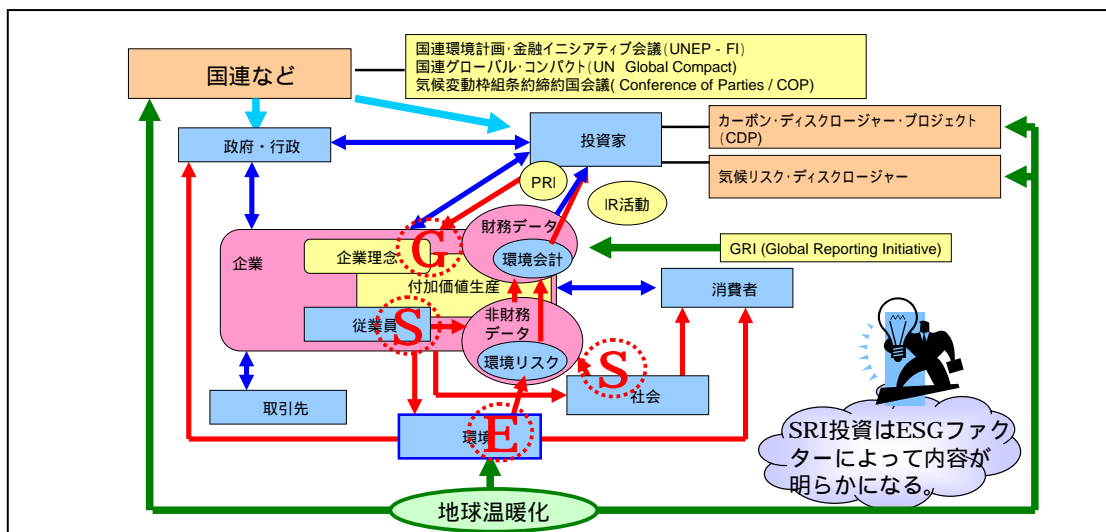 国連など
国連環境計画・金融イニシアティブ会議(UNEP - FI)
国連グローバル・コンパクト(UN Global Compact)
気候変動枠組条約締約国会議( Conference of Parties / COP)
政府・行政
投資家
カーボン・ディスクロージャー・プロジェクト
(CDP)
気候リスク・ディスクロージャー
PRI
IR活動
財務データ
G
企業理念
企業
環境会計
GRI (Global Reporting Initiative)
付加価値生産
消費者
従業員
S
非財務
データ
環境リスク
S
取引先
社会
環境
E
SRI投資はESGファク
ターによって内容が
明らかになる。
地球温暖化